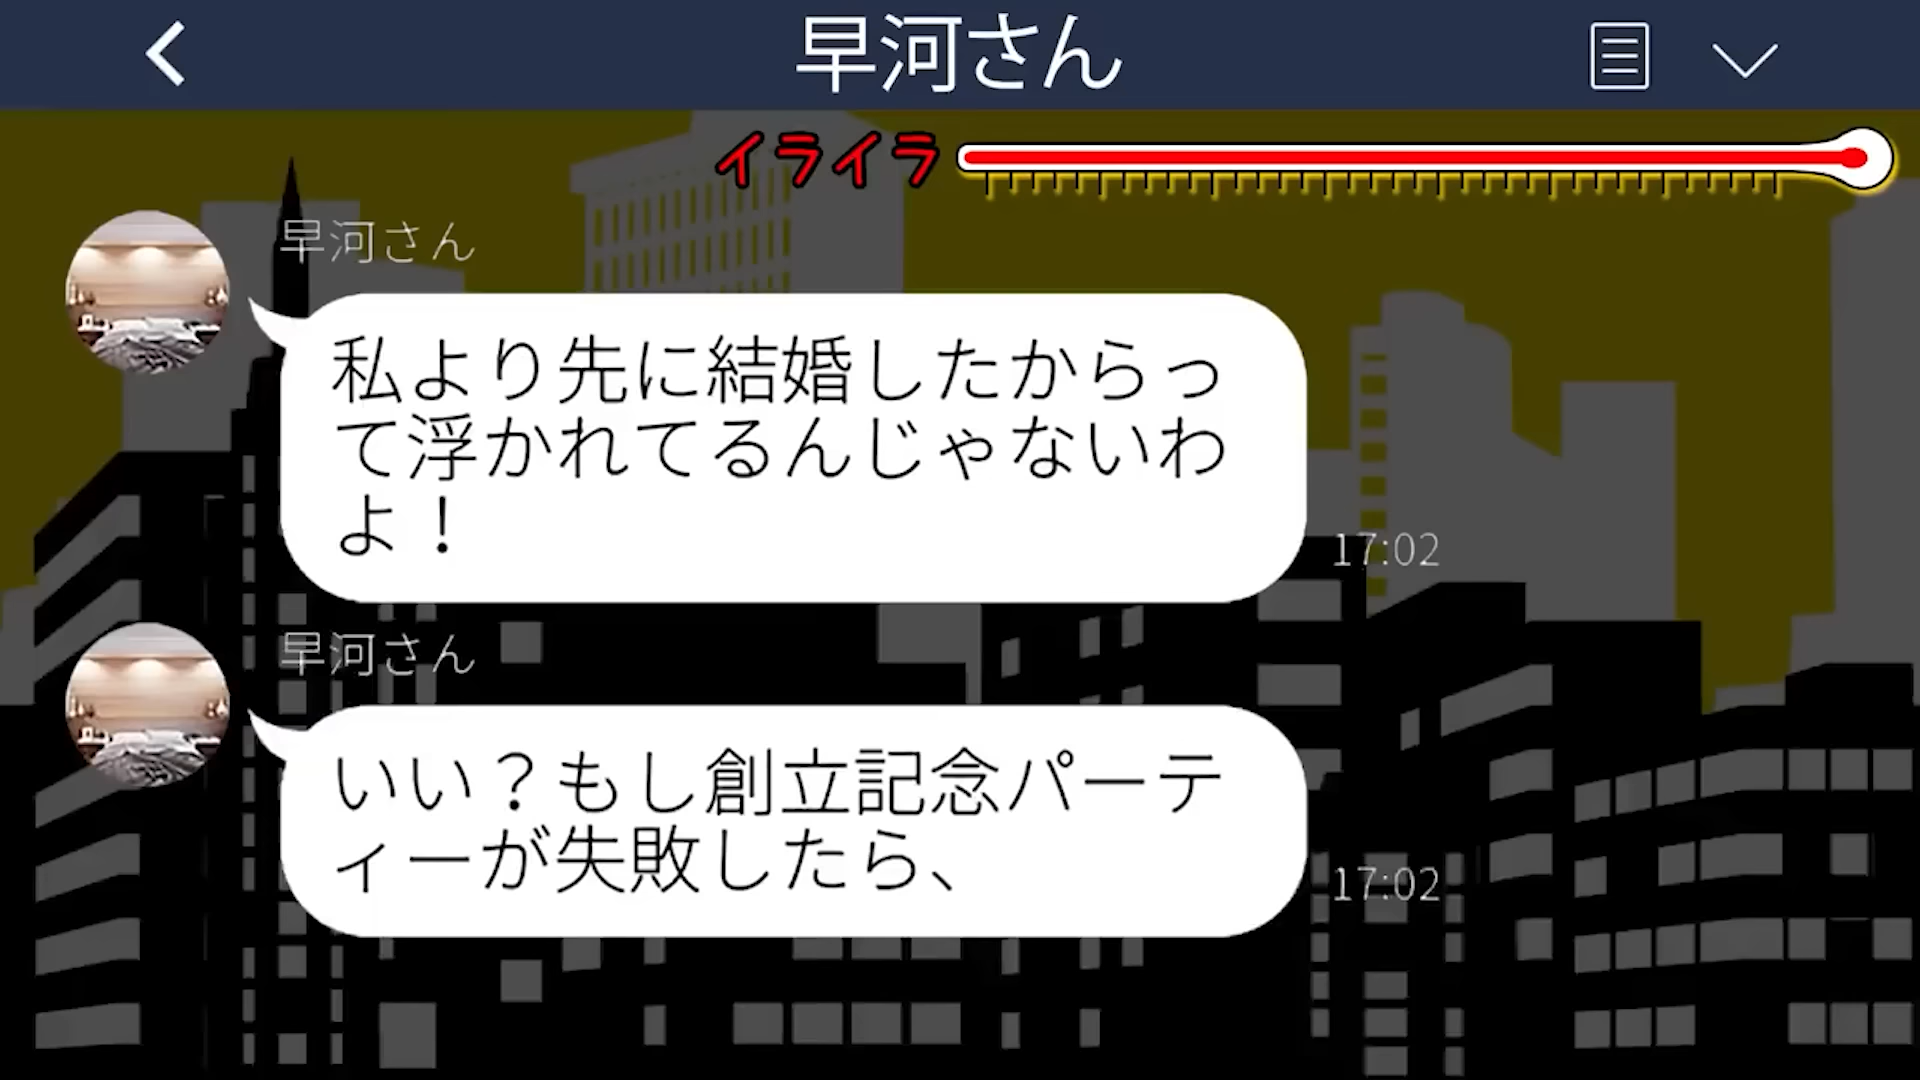 早河さん
イライラ
早河さん
私より先に結婚したからっ
て浮かれてるんじゃないわ
よ！
17:02
早河さん
いい？もし創立記念パーテ
ィーが失敗したら、
17:02